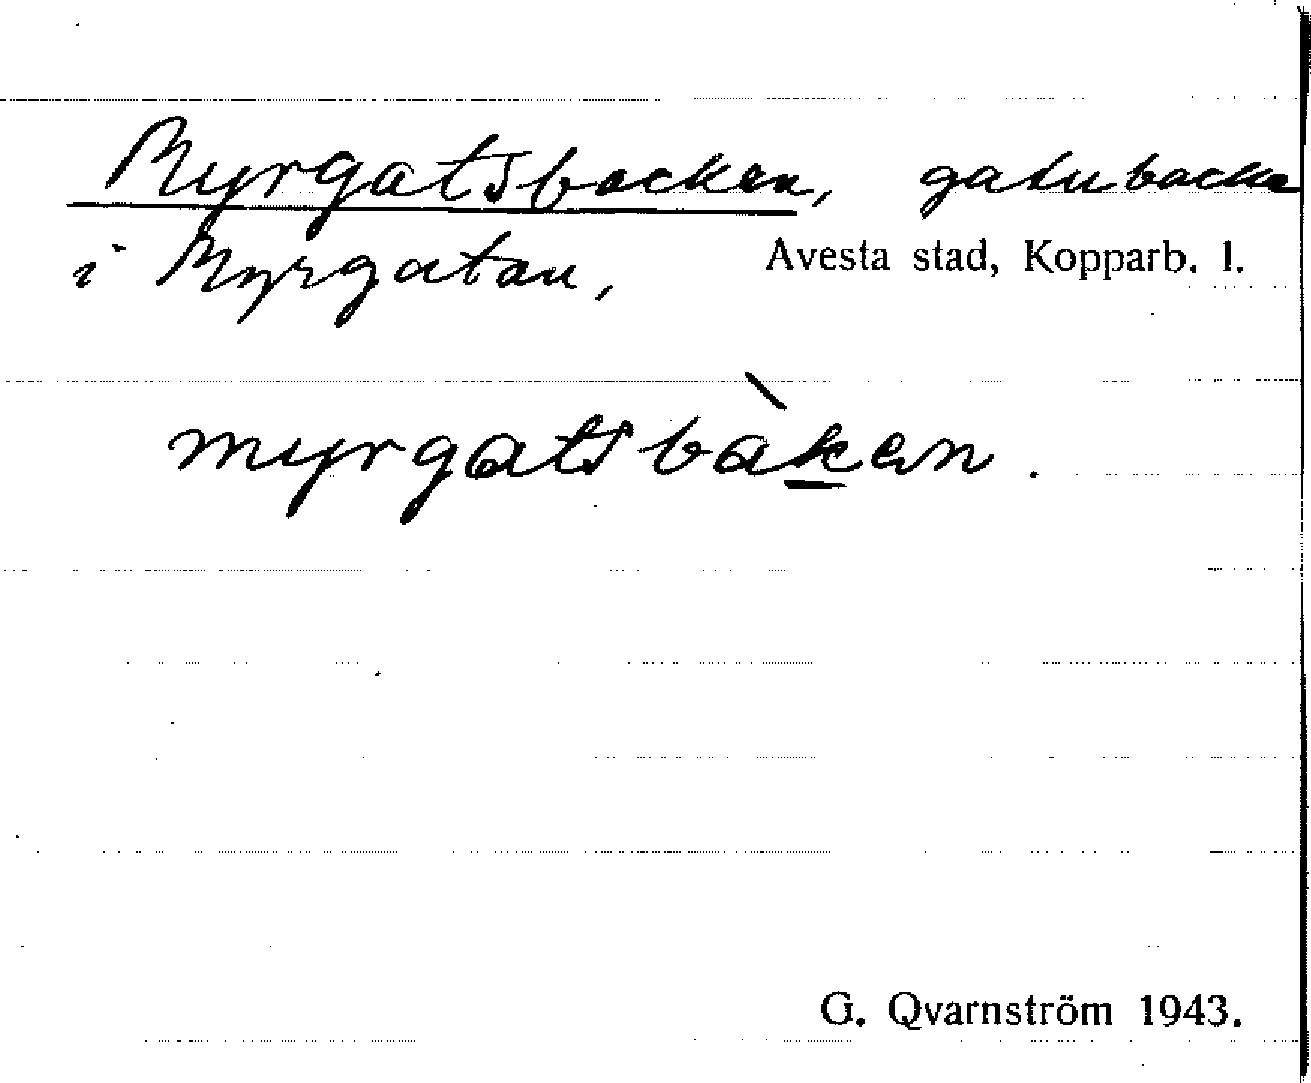 Myrgatsbacken, gatubacke
i Myrgatan, Avesta stad, Kopparb. l.
myrgatsbàken.
G. Qvarnström 1943.